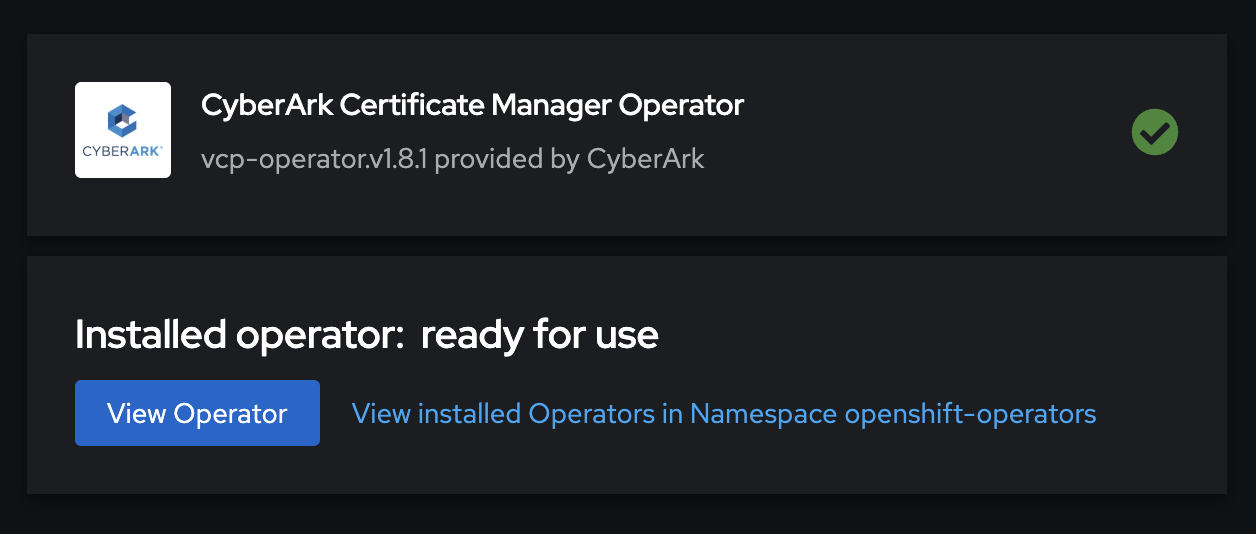 CyberArk Certificate Manager Operator
CYBERARK®
vcp-operator.v1.8.1 provided by CyberArk
Installed operator: ready for use
View Operator
View installed Operators in Namespace openshift-operators